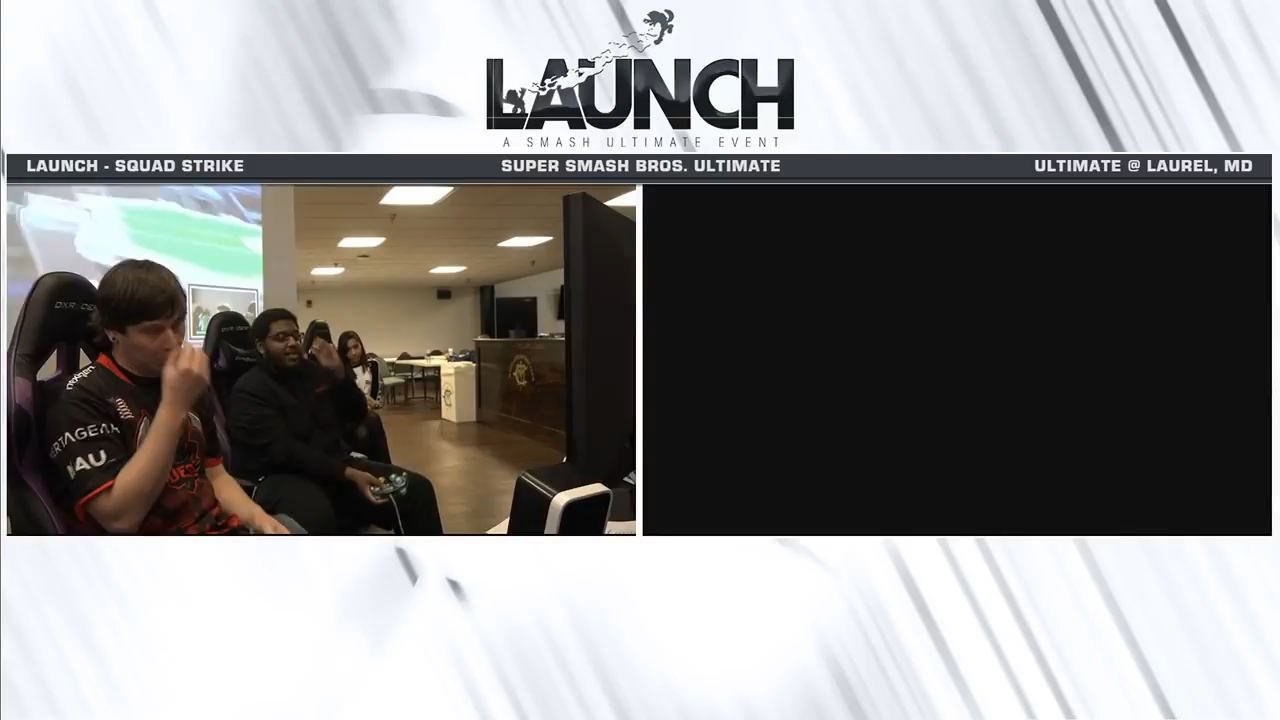 LAUNCH
A SMASH ULTIMATE EVENT
LAUNCH - SQUAD STRIKE
SUPER SMASH BROS. ULTIMATE
ULTIMATE @ LAUREL, MD